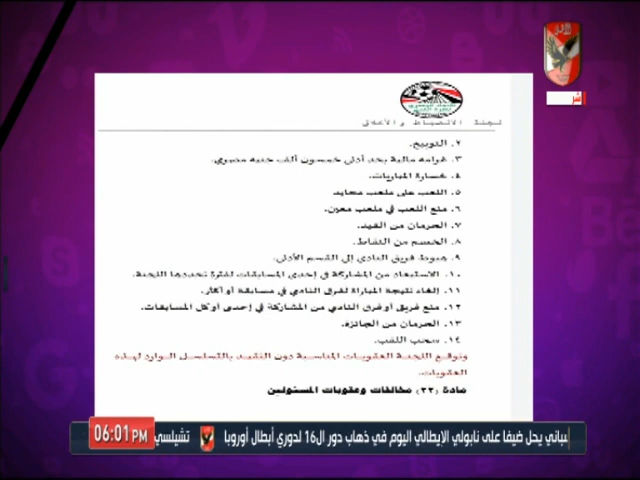 لجنة الانضباط والأخلاق
٢. التوبيخ.
٣. غرامه مالية بحد أدنى خمسون ألف جنيه مصري.
٤. خسارة المباريات.
٥. اللعب على ملعب محايد.
٦. منع اللعب في ملعب معين.
٧. الحرمان من القيد.
٨. الخصم من النقاط.
٩. هبوط فريق النادي إلى القسم الأدنى.
١٠. الاستبعاد من المشاركة في إحدى المسابقات لفترة تحددها اللجنة.
١١. إلغاء نتيجة المباراة لفرق النادي في مسابقة أو أكثر.
١٢. منع فريق أو فرق النادي من المشاركة في إحدى أو كل المسابقات.
١٣. الحرمان من الجائزة.
١٤. سحب اللقب.
وتوقع اللجنة العقوبات المناسبة دون التقيد بالتسلسل الوارد لهذه
العقوبات.
مادة (٣٣) مخالفات وعقوبات المسئولين
سباني يحل ضيفا على نابولي الإيطالي اليوم في ذهاب دور ال16 لدوري أبطال أوروبا تشيلسي
06:01 PM